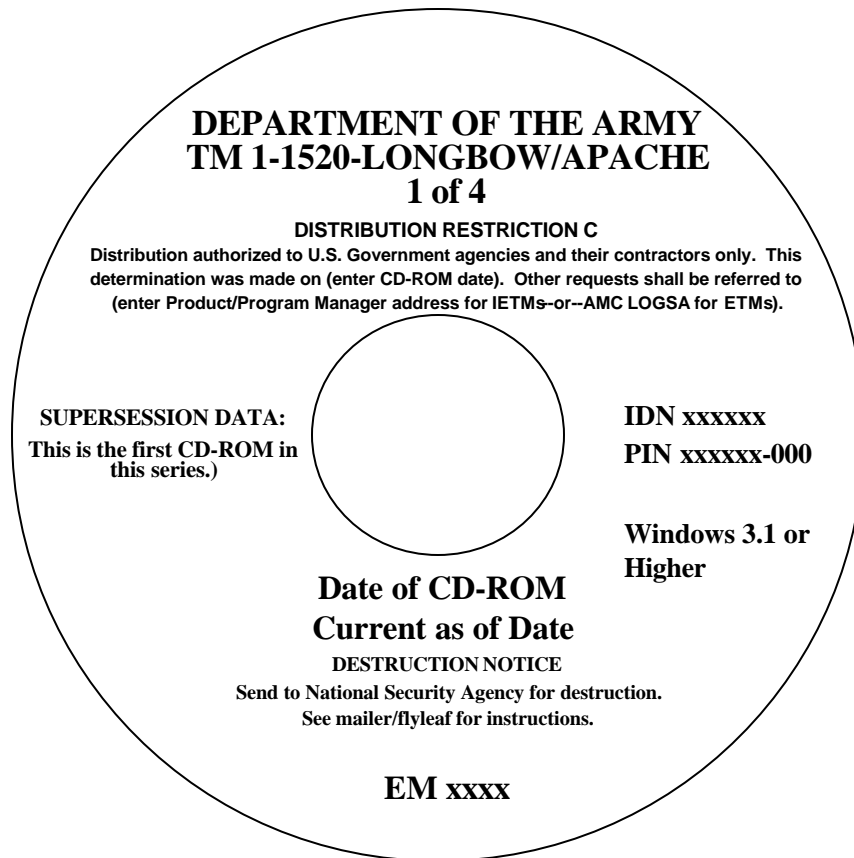 DEPARTMENT OF THE ARMY
TM 1-1520-LONGBOW/APACHE
1 of 4
DISTRIBUTION RESTRICTION C
Distribution authorized to U.S. Government agencies and their contractors only. This
determination was made on (enter CD-ROM date). Other requests shall be referred to
(enter Product/Program Manager address for IETMs--or--AMC LOGSA for ETMs).
SUPERSESSION DATA:
This is the first CD-ROM in
this series.)
IDN xxxxxx
PIN xxxxxx-000
Windows 3.1 or
Higher
Date of CD-ROM
Current as of Date
DESTRUCTION NOTICE
Send to National Security Agency for destruction.
See mailer/flyleaf for instructions.
EM xxxx